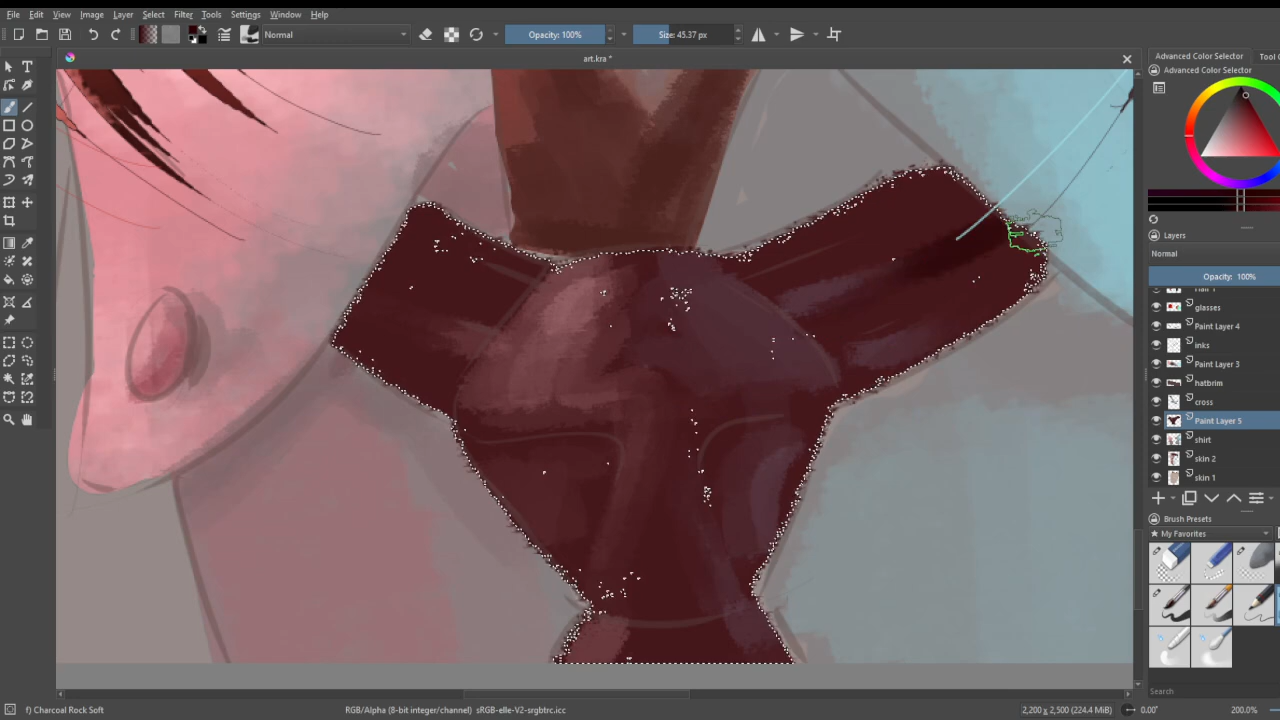 File Edit View Image Layer Select Filter Tools Settings Window Help
Normal Opacity: 100% Size: 45.37 px
art.kra *
Advanced Color Selector Tool
Advanced Color Selector
Layers
Normal
Opacity: 100%
glasses
Paint Layer 4
inks
Paint Layer 3
hatbrim
cross
Paint Layer 5
shirt
skin 2
skin 1
Brush Presets
My Favorites
Search
f) Charcoal Rock Soft RGB/Alpha (8-bit integer/channel) sRGB-elle-V2-srgbtrc.icc 2,200 x 2,500 (224.4 MiB) 0.00° 200.0%